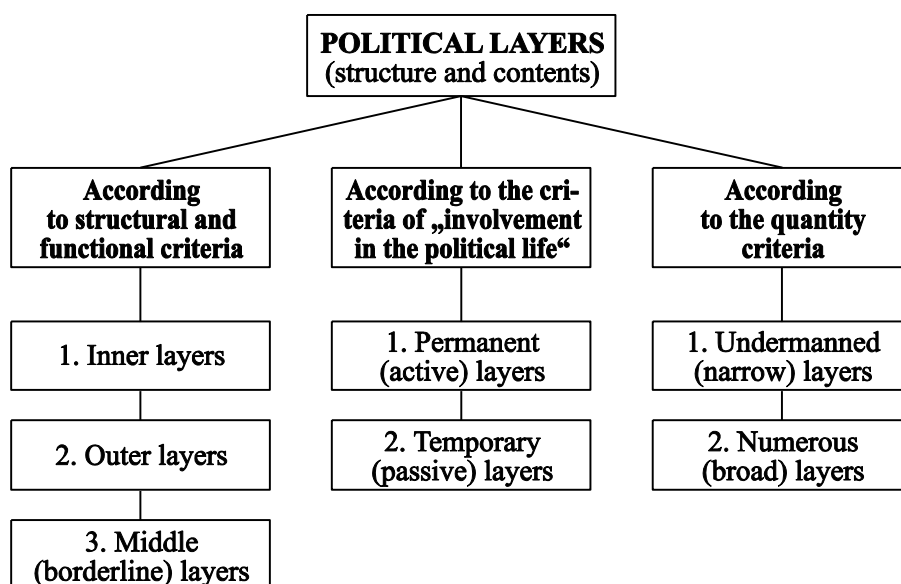 POLITICAL LAYERS
(structure and contents)
According
to structural and
functional criteria
1. Inner layers
2. Outer layers
3. Middle
(borderline) layers
According to the cri-
teria of „involvement
in the political life“
1. Permanent
(active) layers
2. Temporary
(passive) layers
According
to the quantity
criteria
1. Undermanned
(narrow) layers
2. Numerous
(broad) layers